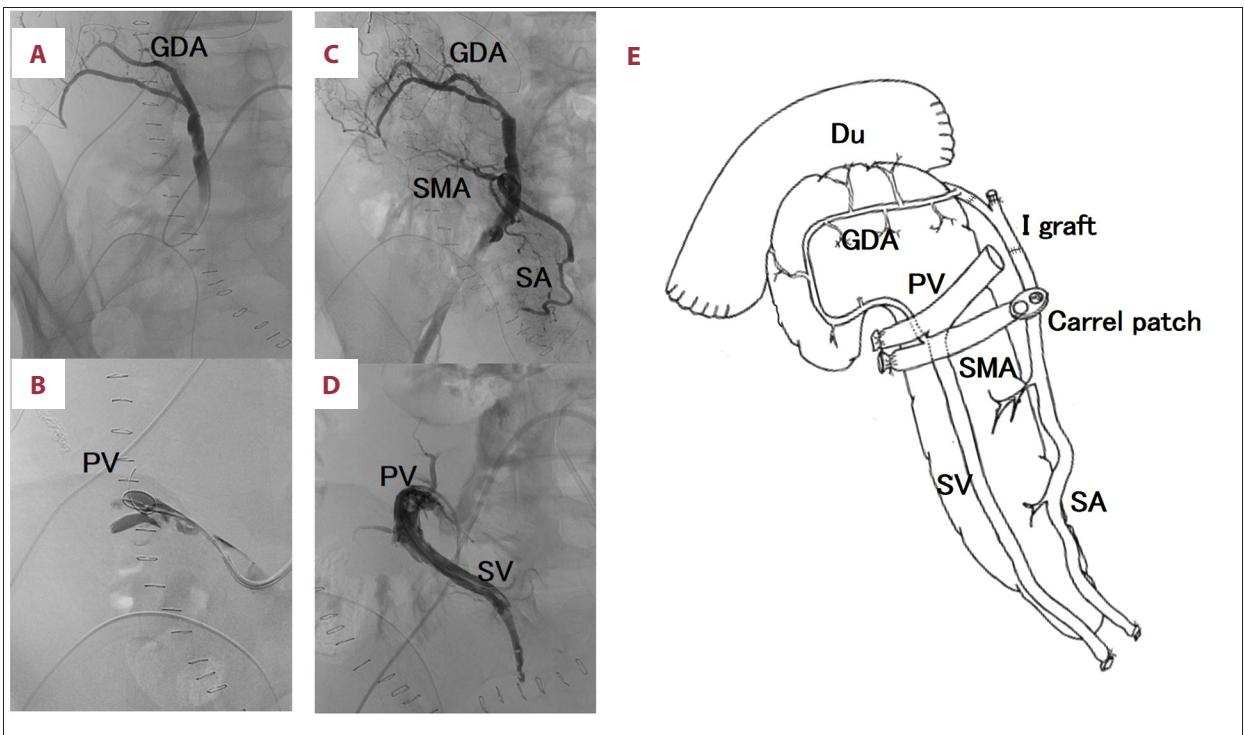 A
GDA
B
PV
C
GDA
SMA
SA
D
PV
SV
E
Du
GDA
I graft
PV
Carrel patch
SMA
SV
SA